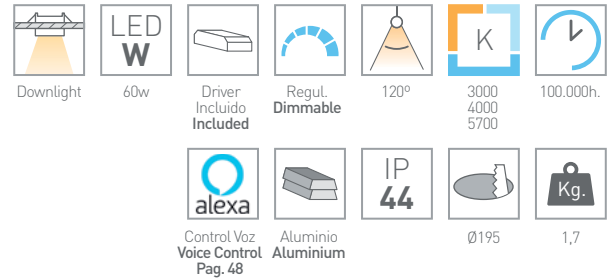 LED
W
K
Downlight
60w
Driver
Incluido
Included
Regul.
Dimmable
120º
3000
4000
5700
100.000h.
alexa
IP
44
Kg.
Control Voz
Voice Control
Pag. 48
Aluminio
Aluminium
Ø195
1,7